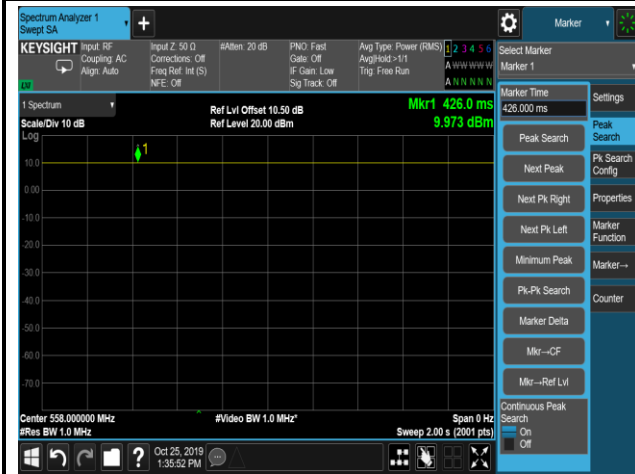 Spectrum Analyzer 1
Swept SA
+
Marker
KEYSIGHT
Input: RF
Coupling: AC
Align: Auto
Input Z: 50 Ω
Corrections: Off
Freq Ref: Int (S)
NFE: Off
#Atten: 20 dB
PNO: Fast
Gate: Off
IF Gain: Low
Sig Track: Off
Avg Type: Power (RMS)
Avg|Hold:>1/1
Trig: Free Run
1 2 3 4 5 6
A W W W W W
A N N N N N
Select Marker
Marker 1
1 Spectrum
Scale/Div 10 dB
Log
Ref Lvl Offset 10.50 dB
Ref Level 20.00 dBm
Mkr1 426.0 ms
9.973 dBm
1
10.0
0.00
-10.0
-20.0
-30.0
-40.0
-50.0
-60.0
-70.0
Center 558.000000 MHz
#Res BW 1.0 MHz
#Video BW 1.0 MHz*
Span 0 Hz
Sweep 2.00 s (2001 pts)
Marker Time
426.000 ms
Peak Search
Next Peak
Next Pk Right
Next Pk Left
Minimum Peak
Pk-Pk Search
Marker Delta
Mkr→CF
Mkr→Ref Lvl
Continuous Peak
Search
On
Off
Settings
Peak
Search
Pk Search
Config
Properties
Marker
Function
Marker→
Counter
?
Oct 25, 2019
1:35:52 PM